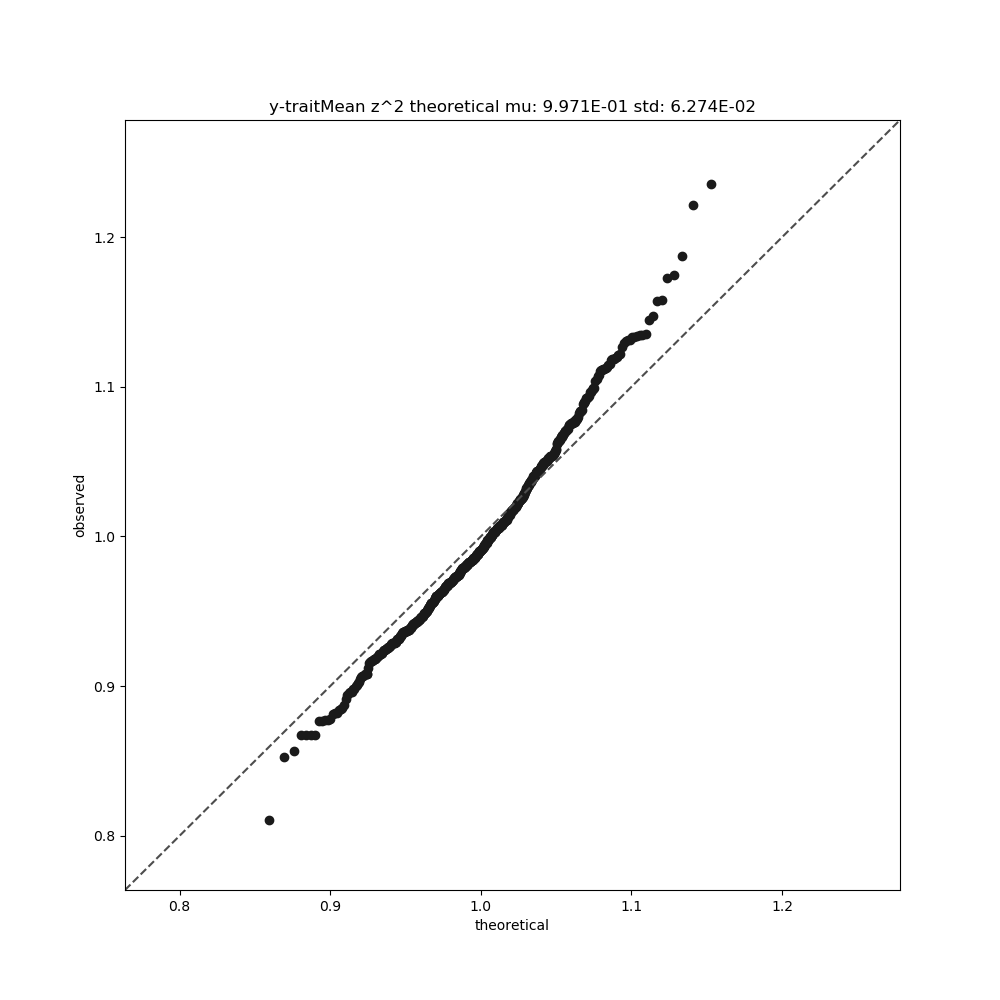 y-traitMean z^2 theoretical mu: 9.971E-01 std: 6.274E-02
1.2
1.1
1.0
0.9
0.8
observed
0.8 0.9 1.0 1.1 1.2
theoretical